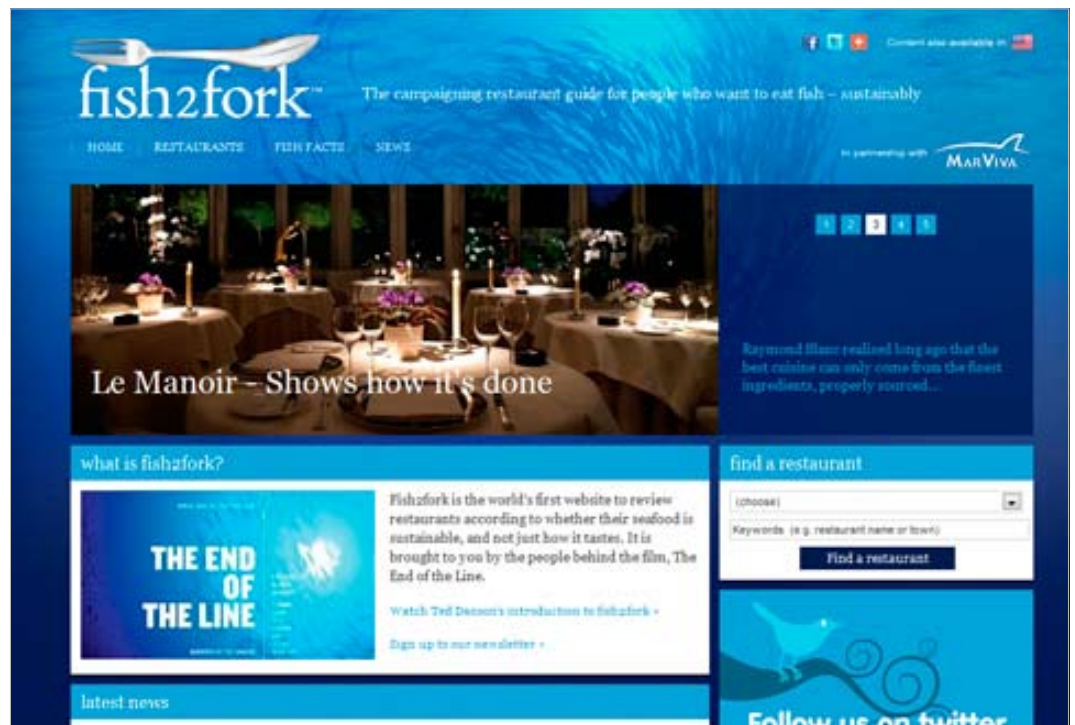 Content also available in
fish2fork™
The campaigning restaurant guide for people who want to eat fish – sustainably
HOME RESTAURANTS FISH FACTS NEWS
In partnership with MARVIVA
1 2 3 4 5
Le Manoir - Shows how it's done
Raymond Blanc realised long ago that the
best cuisine can only come from the finest
ingredients, properly sourced...
what is fish2fork?
THE END
OF
THE LINE
Fish2fork is the world's first website to review
restaurants according to whether their seafood is
sustainable, and not just how it tastes. It is
brought to you by the people behind the film, The
End of the Line.
Watch Ted Danson's introduction to fish2fork »
Sign up to our newsletter »
find a restaurant
(choose)
Keywords (e.g. restaurant name or town)
Find a restaurant
latest news
Follow us on twitter